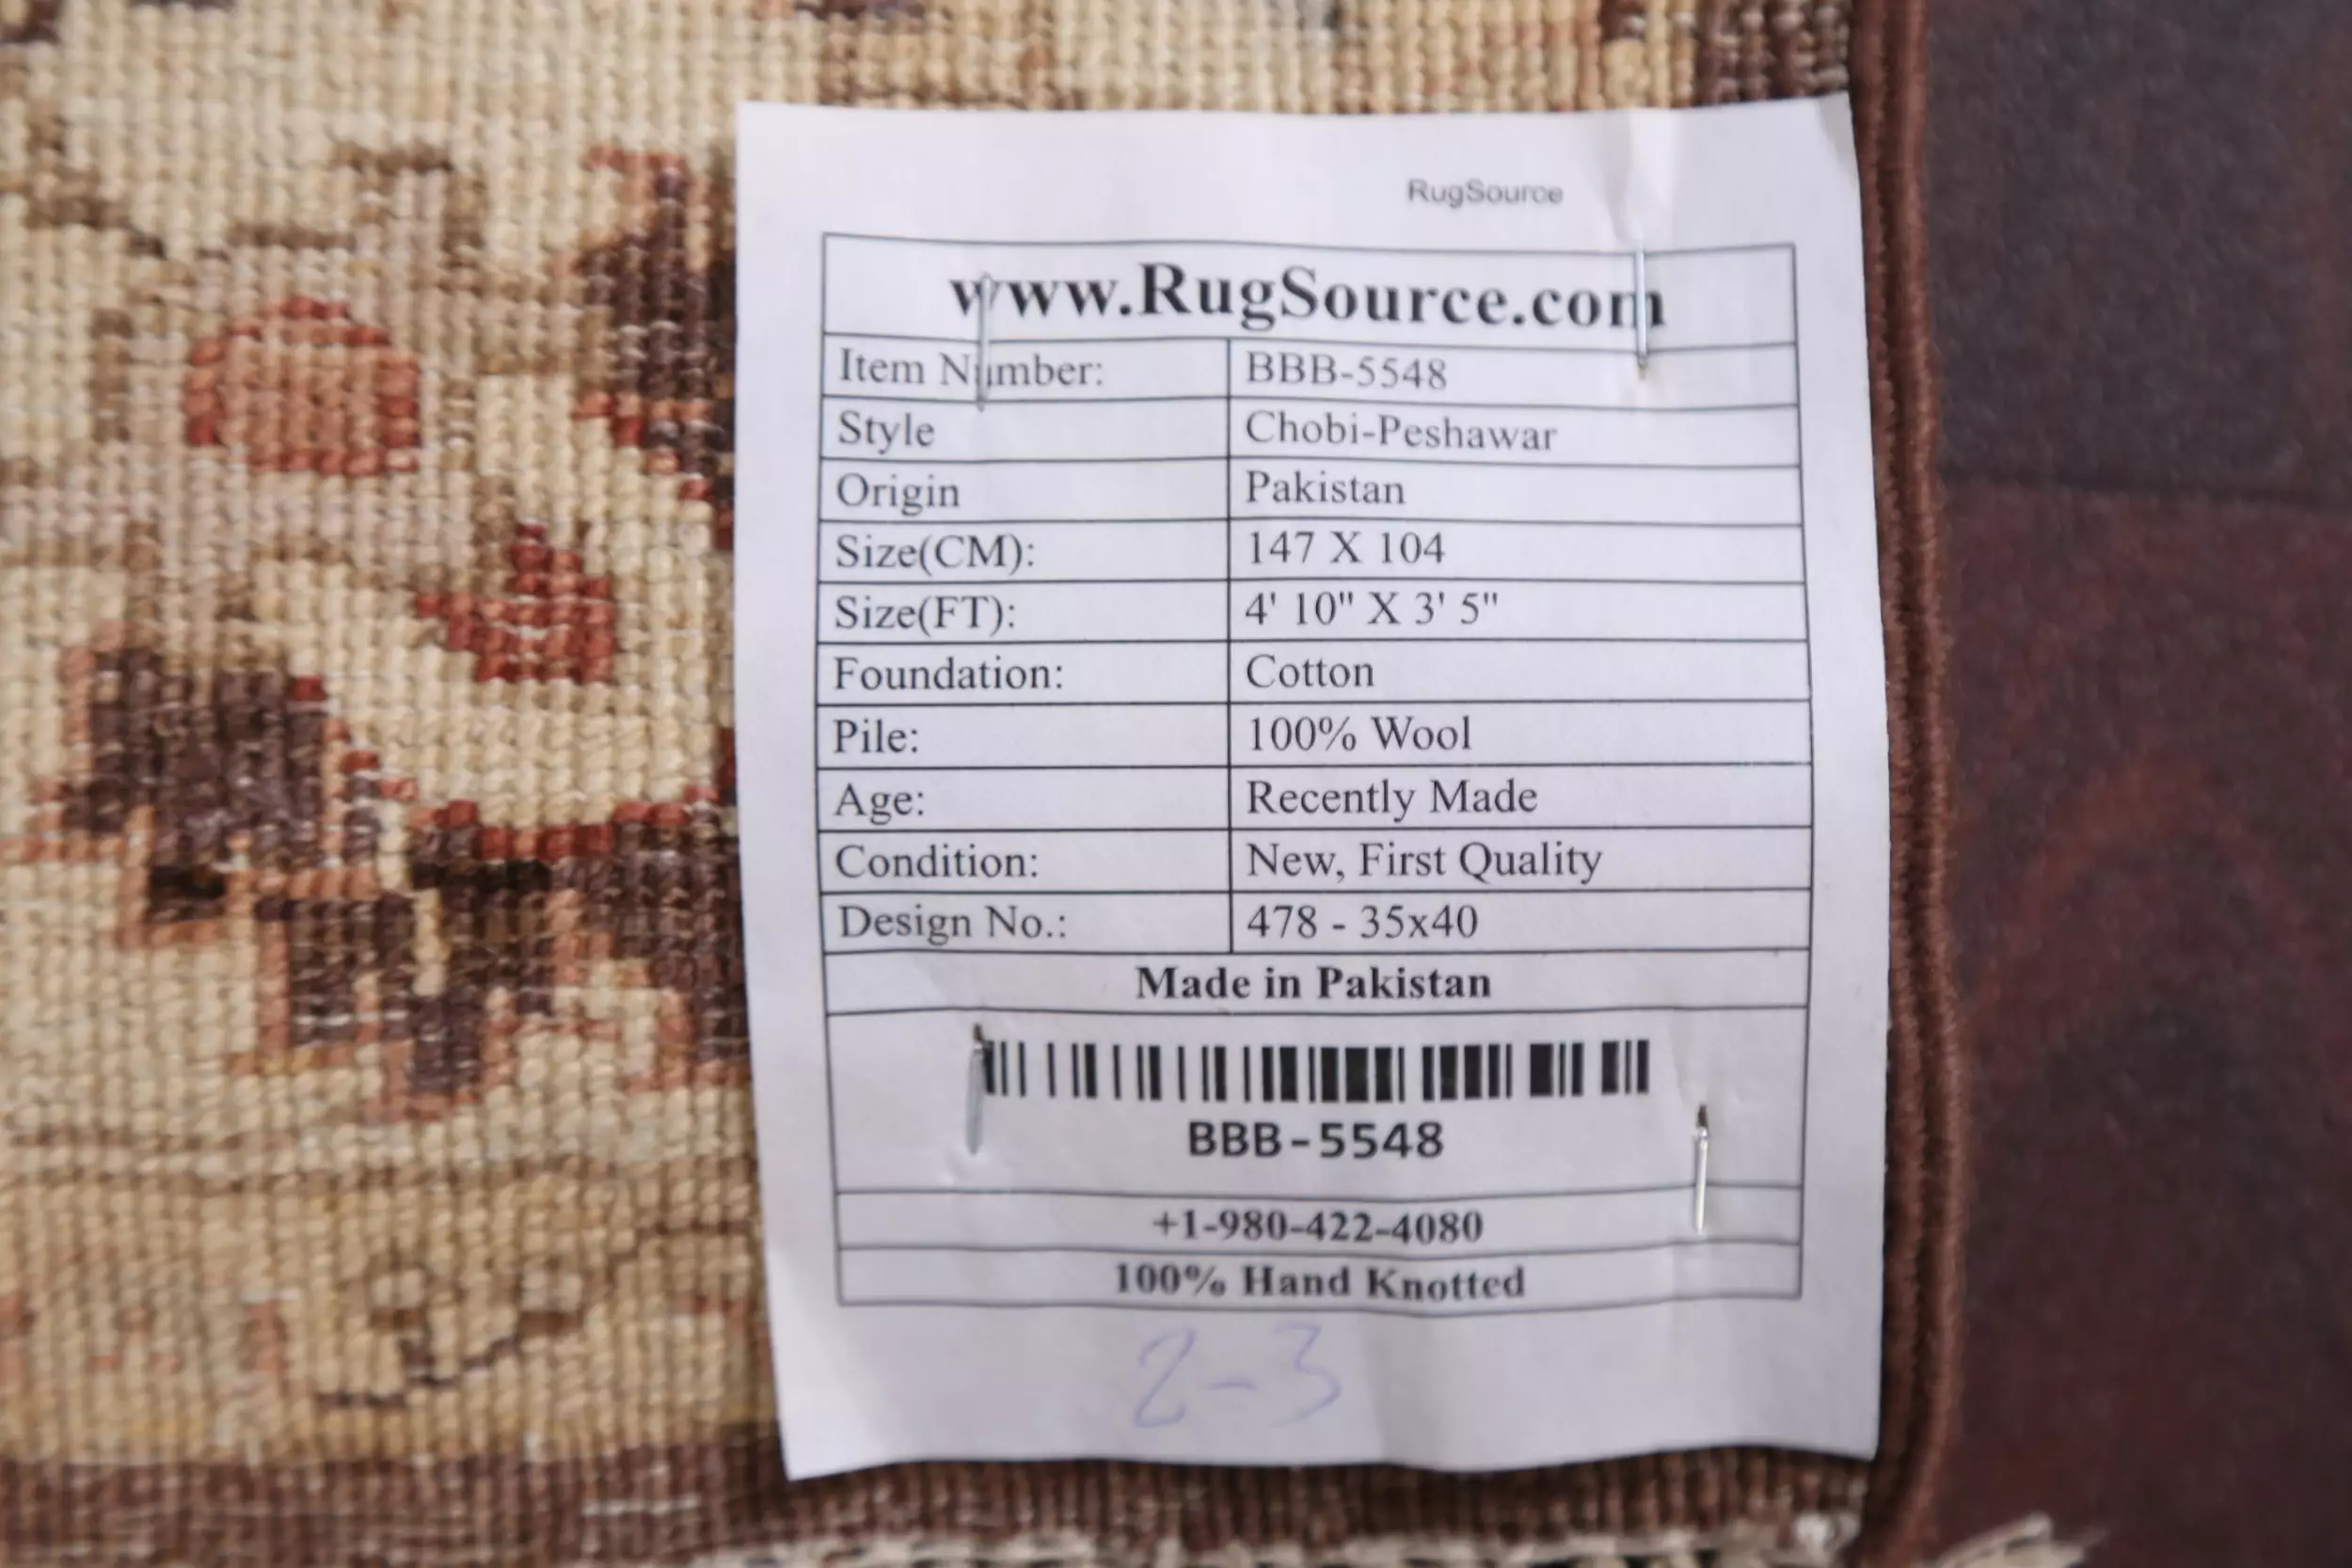 RugSource
www.RugSource.com
Item Number: BBB-5548
Style Chobi-Peshawar
Origin Pakistan
Size(CM): 147 X 104
Size(FT): 4' 10" X 3' 5"
Foundation: Cotton
Pile: 100% Wool
Age: Recently Made
Condition: New, First Quality
Design No.: 478 - 35x40
Made in Pakistan
BBB-5548
+1-980-422-4080
100% Hand Knotted
2-3